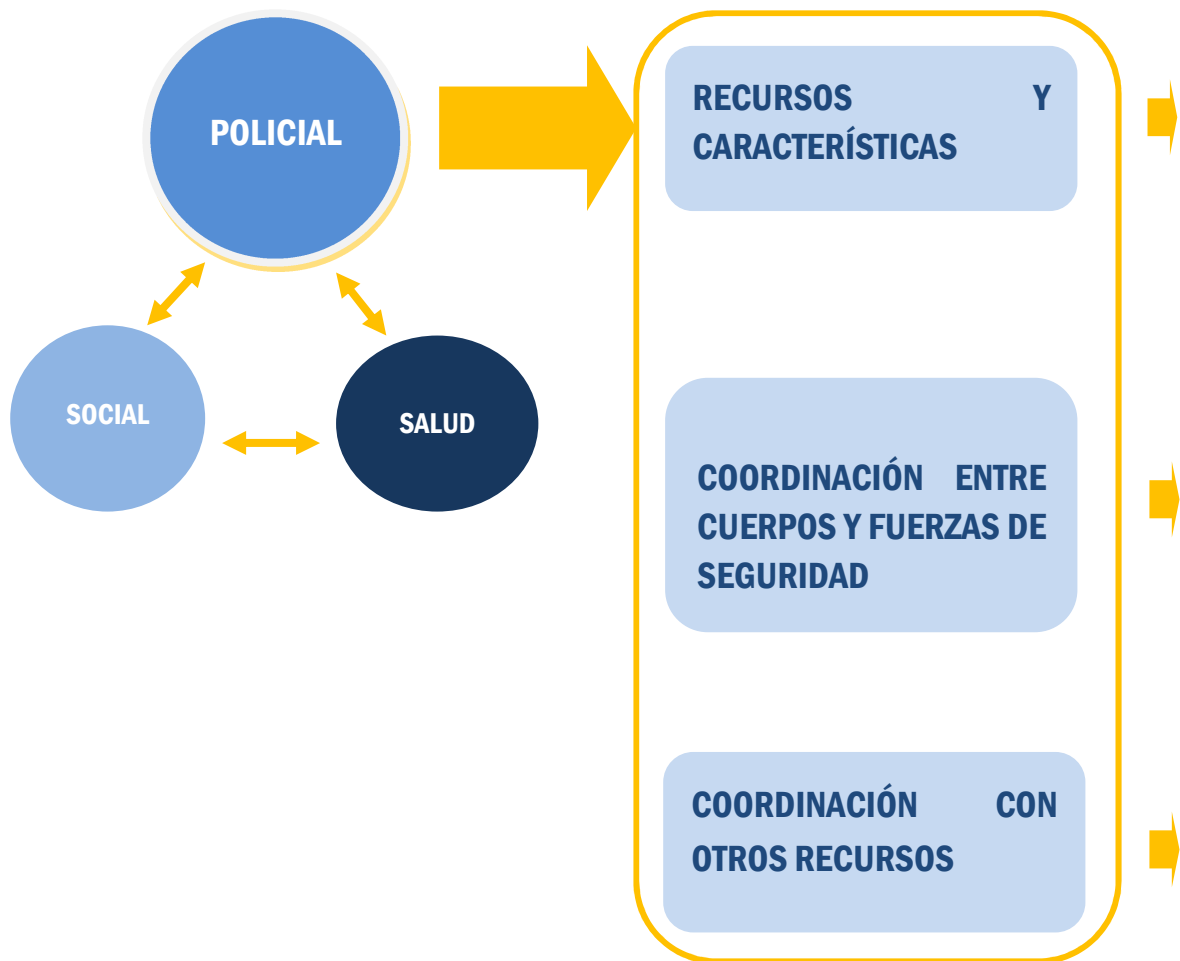 POLICIAL
SOCIAL
SALUD
RECURSOS Y
CARACTERÍSTICAS
COORDINACIÓN ENTRE
CUERPOS Y FUERZAS DE
SEGURIDAD
COORDINACIÓN CON
OTROS RECURSOS